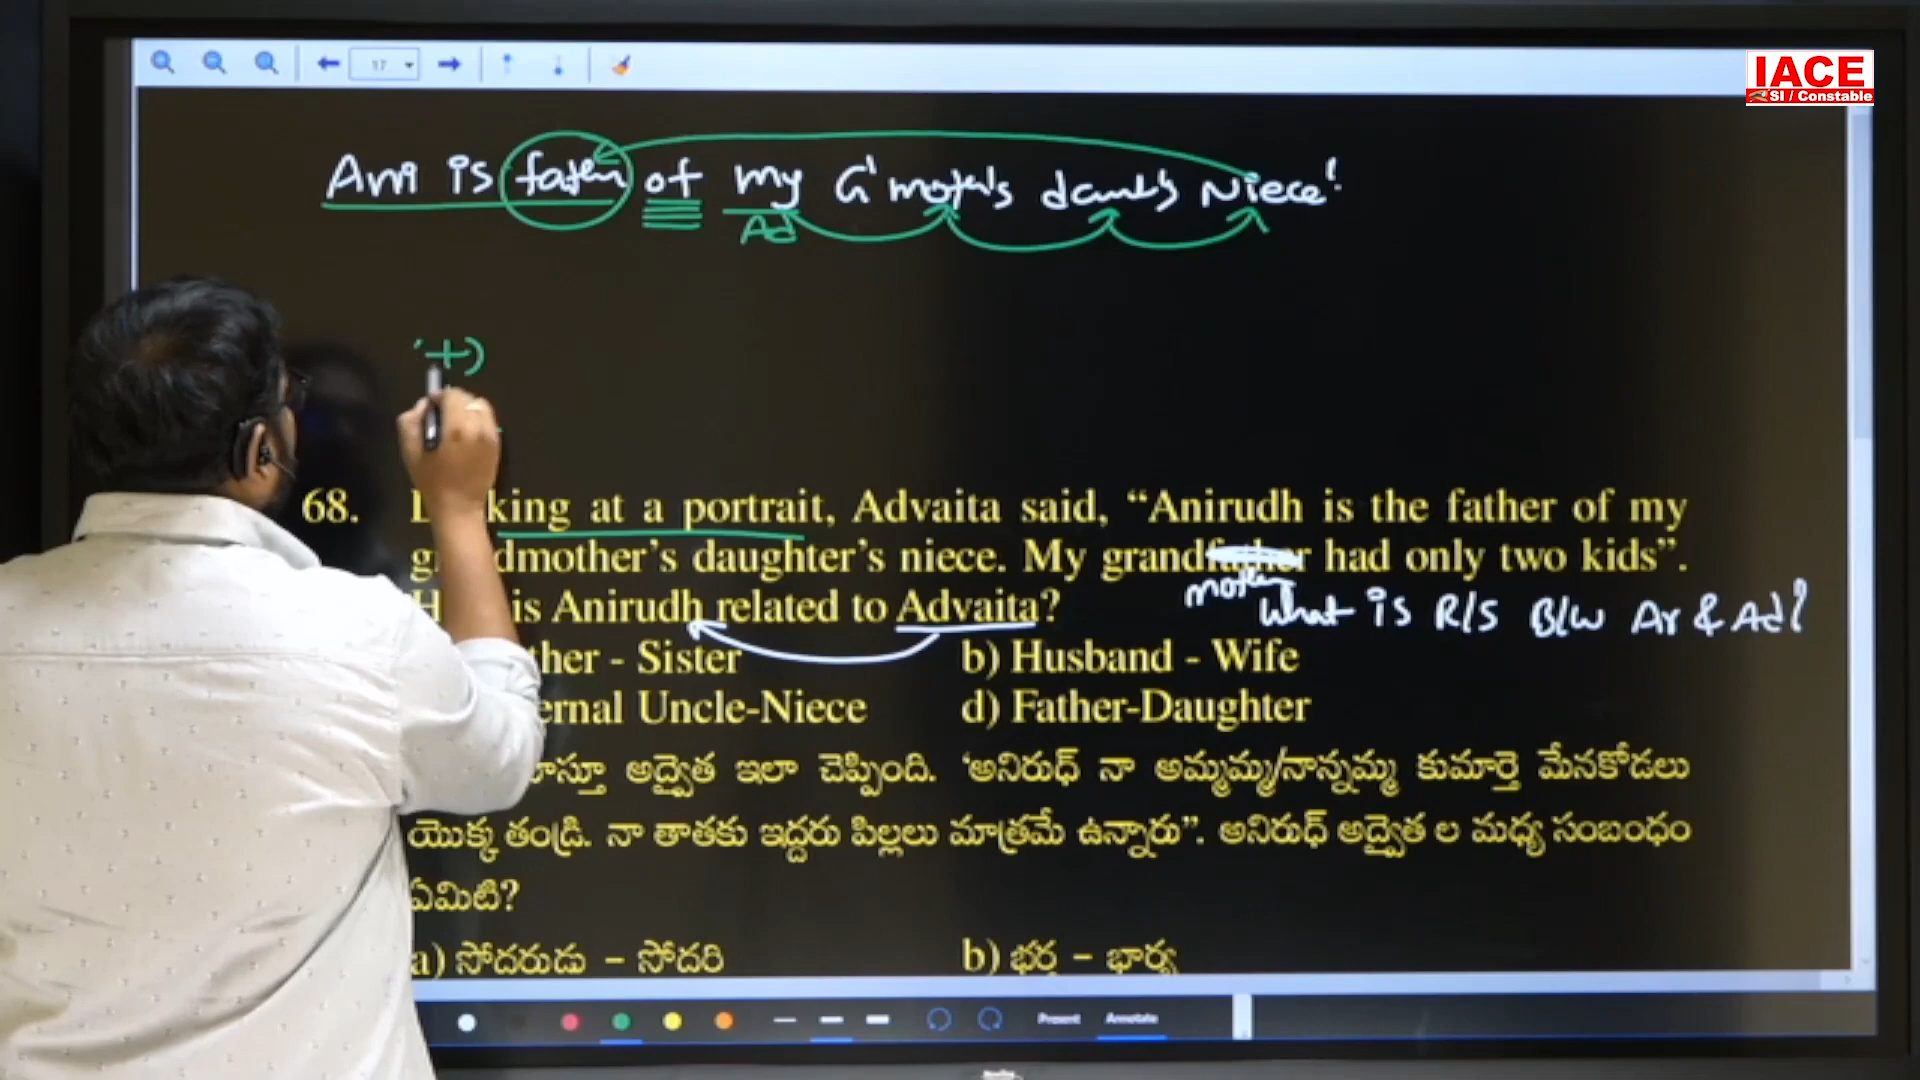 17
IACE
SI / Constable
Ani is father of my G'mother's daut's Niece'.
Ad
(+)
68. king at a portrait, Advaita said, “Anirudh is the father of my
dmother’s daughter’s niece. My grandfather had only two kids”.
mother
is Anirudh related to Advaita? What is R/S B/w Ar & Ad?
ther - Sister b) Husband - Wife
ernal Uncle-Niece d) Father-Daughter
అద్వైత ఇలా చెప్పింది. ‘అనిరుధ్ నా అమ్మమ్మ/నాన్నమ్మ కుమార్తె మేనకోడలు
యొక్క తండ్రి. నా తాతకు ఇద్దరు పిల్లలు మాత్రమే ఉన్నారు”. అనిరుధ్ అద్వైత ల మధ్య సంబంధం
ఏమిటి?
a) సోదరుడు – సోదరి b) భర్త – భార్య
Present Annotate